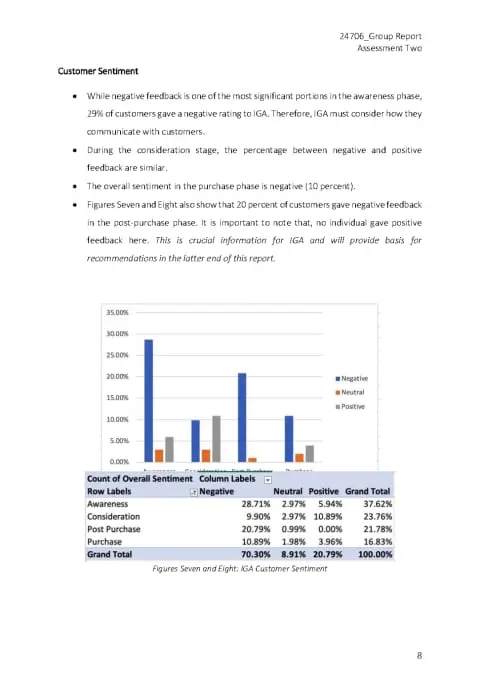 24706_Group Report
Assessment Two
Customer Sentiment
• While negative feedback is one of the most significant portions in the awareness phase,
29% of customers gave a negative rating to IGA. Therefore, IGA must consider how they
communicate with customers.
• During the consideration stage, the percentage between negative and positive
feedback are similar.
• The overall sentiment in the purchase phase is negative (10 percent).
• Figures Seven and Eight also show that 20 percent of customers gave negative feedback
in the post-purchase phase. It is important to note that, no individual gave positive
feedback here. This is crucial information for IGA and will provide basis for
recommendations in the latter end of this report.
35.00%
30.00%
25.00%
20.00%
15.00%
10.00%
5.00%
0.00%
Negative
Neutral
Positive
Count of Overall Sentiment Column Labels
Row Labels Negative Neutral Positive Grand Total
Awareness 28.71% 2.97% 5.94% 37.62%
Consideration 9.90% 2.97% 10.89% 23.76%
Post Purchase 20.79% 0.99% 0.00% 21.78%
Purchase 10.89% 1.98% 3.96% 16.83%
Grand Total 70.30% 8.91% 20.79% 100.00%
Figures Seven and Eight: IGA Customer Sentiment
8